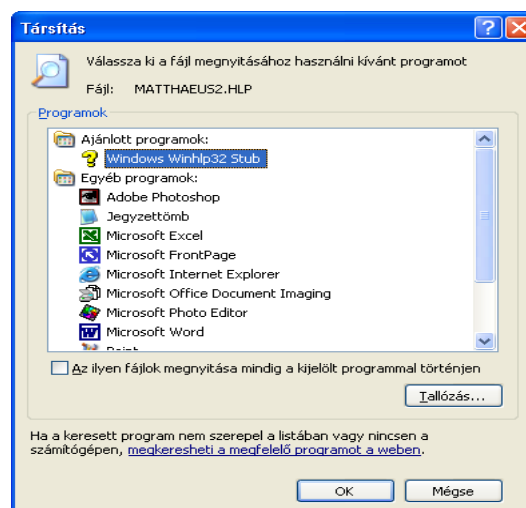 Társítás
Válassza ki a fájl megnyitásához használni kívánt programot
Fájl: MATTHAEUS2.HLP
Programok
Ajánlott programok:
Windows Winhlp32 Stub
Egyéb programok:
Adobe Photoshop
Jegyzettömb
Microsoft Excel
Microsoft FrontPage
Microsoft Internet Explorer
Microsoft Office Document Imaging
Microsoft Photo Editor
Microsoft Word
Az ilyen fájlok megnyitása mindig a kijelölt programmal történjen
Tallózás...
Ha a keresett program nem szerepel a listában vagy nincsen a
számítógépen, megkeresheti a megfelelő programot a weben.
OK Mégse